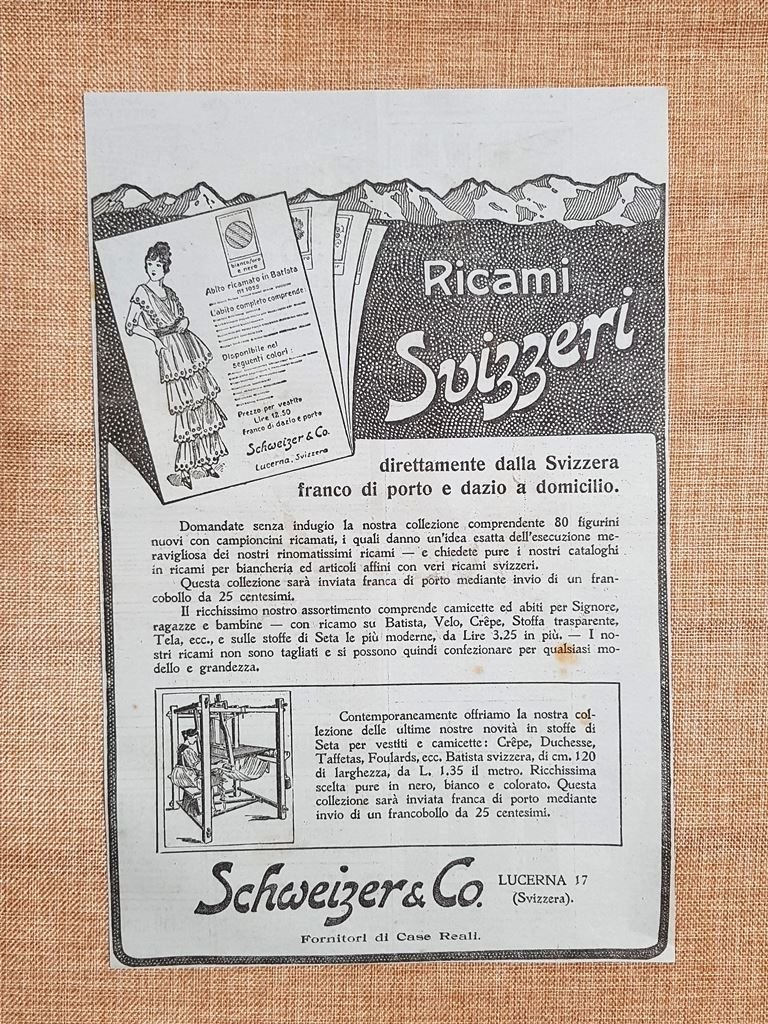 bianco/oro
e nero
Abito ricamato in Batista
nº 1055
L'abito completo comprende:
Disponibile nei
seguenti colori:
Prezzo per vestito
Lire 12.50
franco di dazio e porto
Schweizer & Co.
Lucerna, Svizzera
Ricami
Svizzeri
direttamente dalla Svizzera
franco di porto e dazio a domicilio.
Domandate senza indugio la nostra collezione comprendente 80 figurini
nuovi con campioncini ricamati, i quali danno un'idea esatta dell'esecuzione me-
ravigliosa dei nostri rinomatissimi ricami — e chiedete pure i nostri cataloghi
in ricami per biancheria ed articoli affini con veri ricami svizzeri.
Questa collezione sarà inviata franca di porto mediante invio di un fran-
cobollo da 25 centesimi.
Il ricchissimo nostro assortimento comprende camicette ed abiti per Signore,
ragazze e bambine — con ricamo su Batista, Velo, Crêpe, Stoffa trasparente,
Tela, ecc., e sulle stoffe di Seta le più moderne, da Lire 3.25 in più. — I no-
stri ricami non sono tagliati e si possono quindi confezionare per qualsiasi mo-
dello e grandezza.
Contemporaneamente offriamo la nostra col-
lezione delle ultime nostre novità in stoffe di
Seta per vestiti e camicette: Crêpe, Duchesse,
Taffetas, Foulards, ecc. Batista svizzera, di cm. 120
di larghezza, da L. 1.35 il metro. Ricchissima
scelta pure in nero, bianco e colorato. Questa
collezione sarà inviata franca di porto mediante
invio di un francobollo da 25 centesimi.
Schweizer & Co. LUCERNA 17
(Svizzera).
Fornitori di Case Reali.